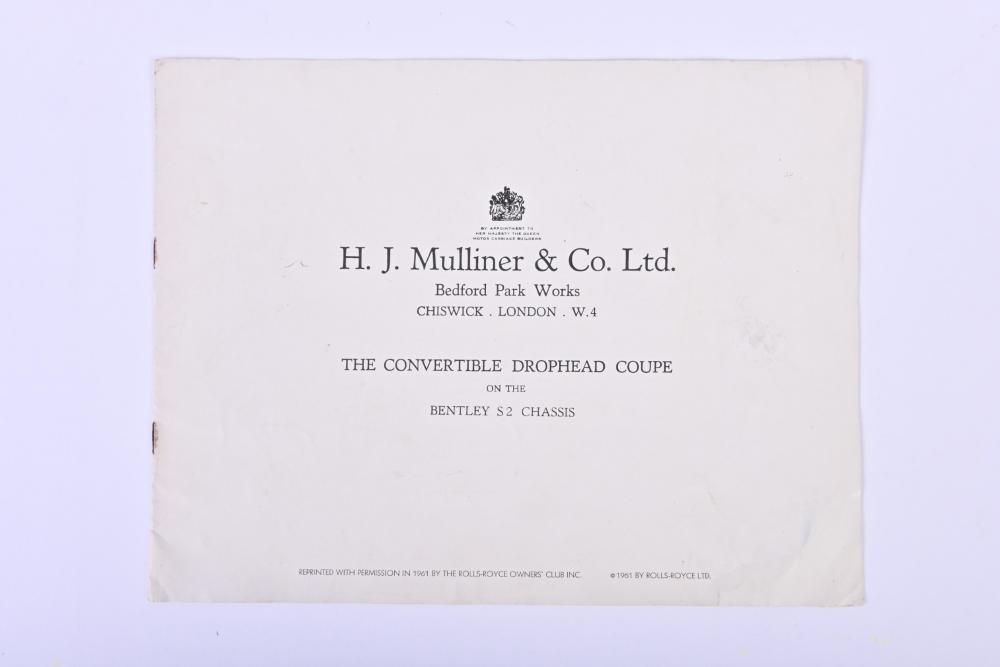 BY APPOINTMENT TO
HER MAJESTY THE QUEEN
MOTOR CARRIAGE BUILDERS
H. J. Mulliner & Co. Ltd.
Bedford Park Works
CHISWICK . LONDON . W.4
THE CONVERTIBLE DROPHEAD COUPE
ON THE
BENTLEY S2 CHASSIS
REPRINTED WITH PERMISSION IN 1961 BY THE ROLLS-ROYCE OWNERS' CLUB INC. © 1961 BY ROLLS-ROYCE LTD.